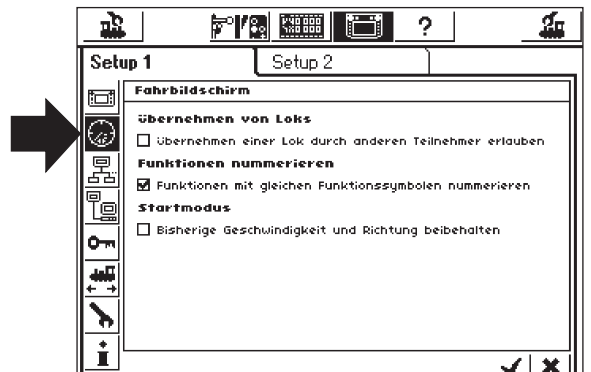 ?
Setup 1
Setup 2
Fahrbildschirm
übernehmen von Loks
übernehmen einer Lok durch anderen Teilnehmer erlauben
Funktionen nummerieren
Funktionen mit gleichen Funktionssymbolen nummerieren
Startmodus
Bisherige Geschwindigkeit und Richtung beibehalten